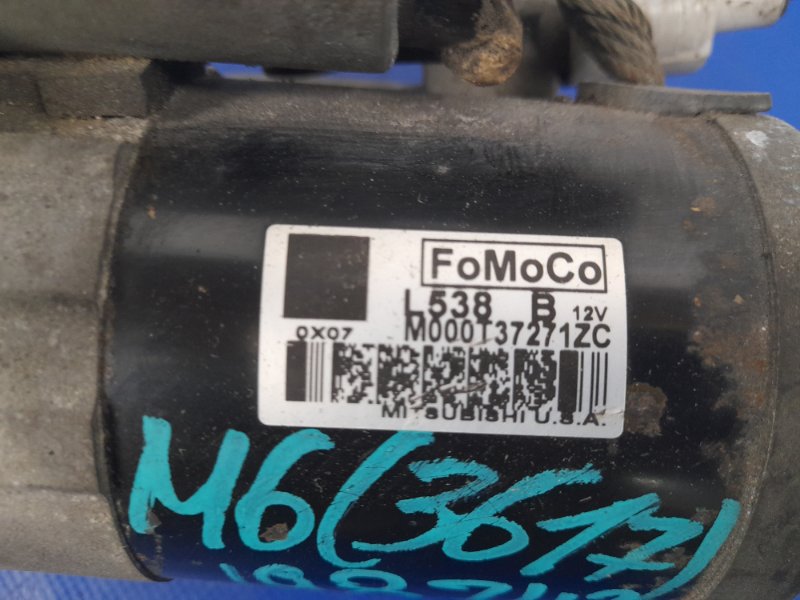 FoMoCo
L538 B 12V
0X07 M000T37271ZC
MITSUBISHI U.S.A.
M6(3617)